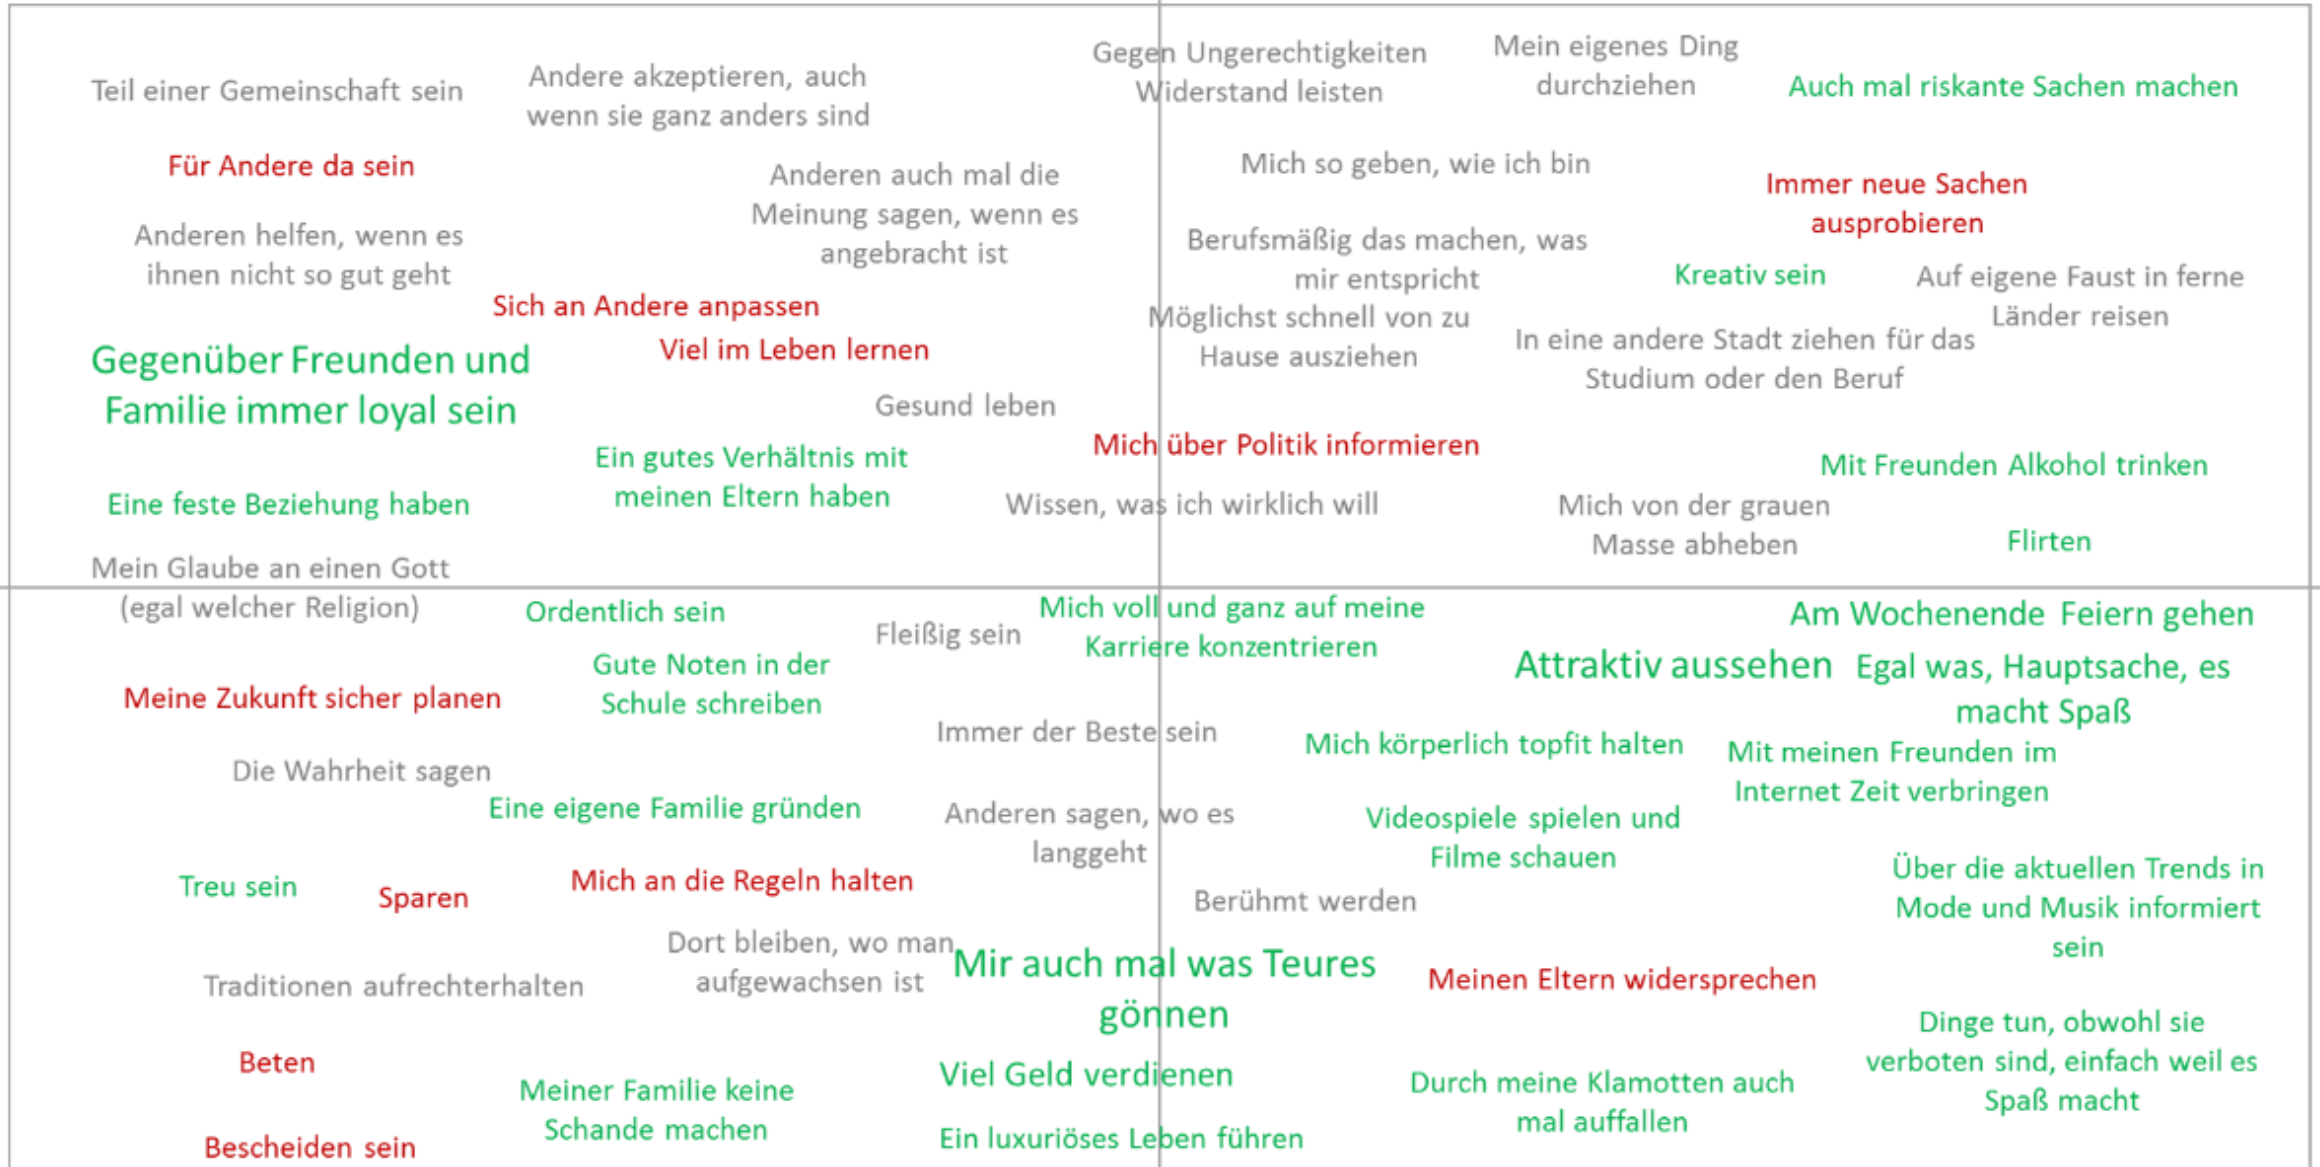 Teil einer Gemeinschaft sein
Andere akzeptieren, auch
wenn sie ganz anders sind
Gegen Ungerechtigkeiten
Widerstand leisten
Mein eigenes Ding
durchziehen
Auch mal riskante Sachen machen
Für Andere da sein
Anderen auch mal die
Meinung sagen, wenn es
angebracht ist
Mich so geben, wie ich bin
Immer neue Sachen
ausprobieren
Anderen helfen, wenn es
ihnen nicht so gut geht
Berufsmäßig das machen, was
mir entspricht
Kreativ sein
Auf eigene Faust in ferne
Länder reisen
Sich an Andere anpassen
Viel im Leben lernen
Möglichst schnell von zu
Hause ausziehen
In eine andere Stadt ziehen für das
Studium oder den Beruf
Gegenüber Freunden und
Familie immer loyal sein
Gesund leben
Mich über Politik informieren
Ein gutes Verhältnis mit
meinen Eltern haben
Mit Freunden Alkohol trinken
Eine feste Beziehung haben
Wissen, was ich wirklich will
Mich von der grauen
Masse abheben
Flirten
Mein Glaube an einen Gott
(egal welcher Religion)
Ordentlich sein
Fleißig sein
Mich voll und ganz auf meine
Karriere konzentrieren
Am Wochenende Feiern gehen
Attraktiv aussehen
Egal was, Hauptsache, es
macht Spaß
Gute Noten in der
Schule schreiben
Meine Zukunft sicher planen
Immer der Beste sein
Mich körperlich topfit halten
Mit meinen Freunden im
Internet Zeit verbringen
Die Wahrheit sagen
Eine eigene Familie gründen
Anderen sagen, wo es
langgeht
Videospiele spielen und
Filme schauen
Treu sein
Sparen
Mich an die Regeln halten
Berühmt werden
Über die aktuellen Trends in
Mode und Musik informiert
sein
Dort bleiben, wo man
aufgewachsen ist
Mir auch mal was Teures
gönnen
Meinen Eltern widersprechen
Traditionen aufrechterhalten
Dinge tun, obwohl sie
verboten sind, einfach weil es
Spaß macht
Beten
Meiner Familie keine
Schande machen
Viel Geld verdienen
Durch meine Klamotten auch
mal auffallen
Bescheiden sein
Ein luxuriöses Leben führen